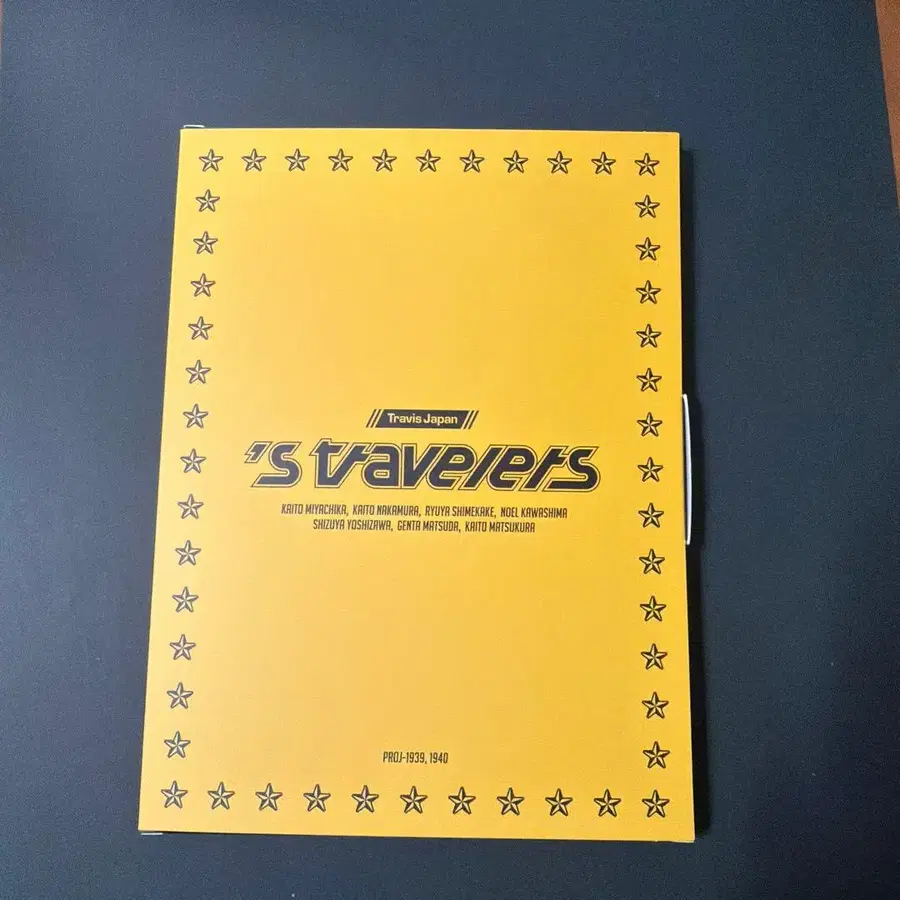 Travis Japan
's travelers
KAITO MIYACHIKA, KAITO NAKAMURA, RYUYA SHIMEKAKE, NOEL KAWASHIMA
SHIZUYA YOSHIZAWA, GENTA MATSUDA, KAITO MATSUKURA
PROJ-1939, 1940